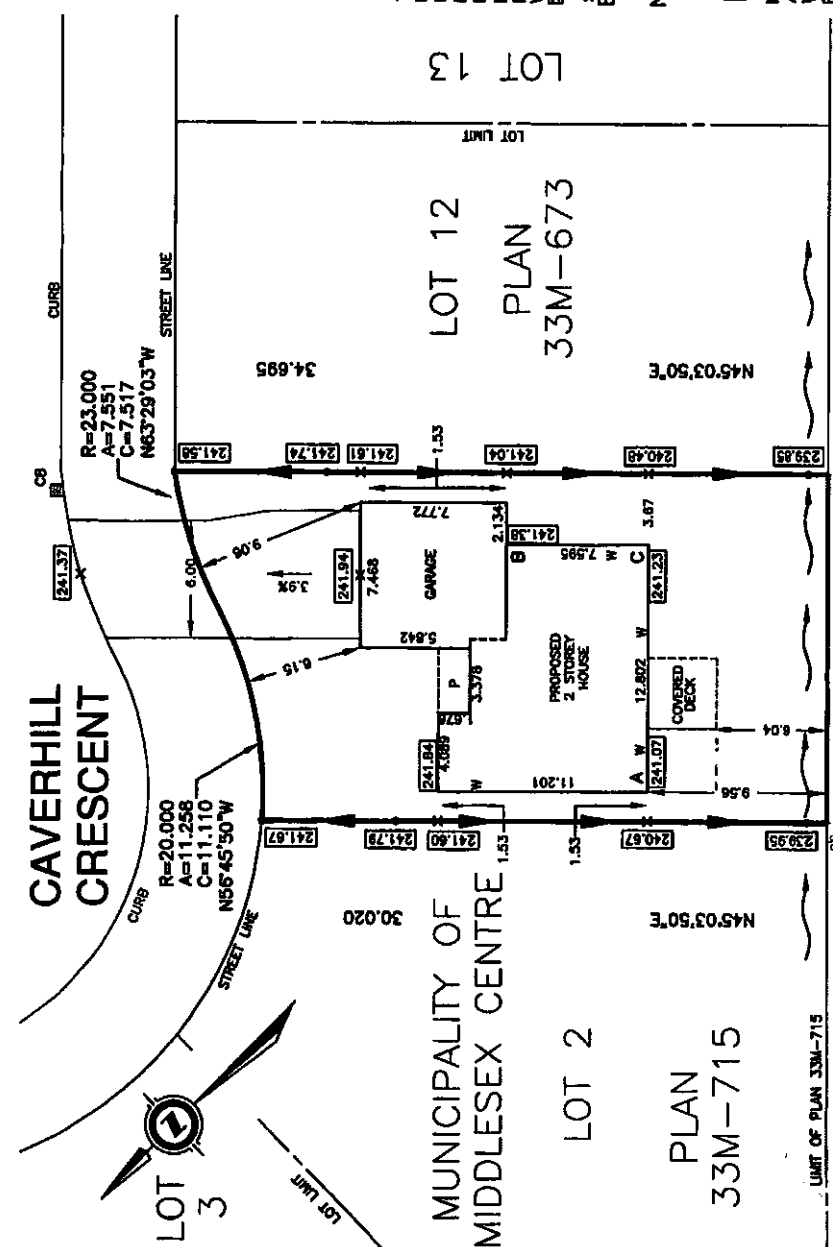 LOT 13
LOT LIMIT
LOT 12
PLAN
33M-673
CURB
STREET LINE
34.695
N45°03'50"E
R=23.000
A=7.551
C=7.517
N63°29'03"W
CB
241.58
241.74
241.61
1.53
241.04
240.48
239.85
241.37
6.00
9.06
3.9%
241.94
7.468
7.772
GARAGE
5.842
2.134
241.38
B
7.595
W
C
3.67
241.23
6.15
P
3.378
PROPOSED
2 STOREY
HOUSE
W
12.802
COVERED
DECK
6.04
241.84
4.089
W
11.201
A
W
241.07
9.56
CAVERHILL
CRESCENT
R=20.000
A=11.258
C=11.110
N56°45'50"W
CURB
STREET LINE
241.67
241.79
241.60
1.53
1.53
240.67
239.95
30.020
N45°03'50"E
MUNICIPALITY OF
MIDDLESEX CENTRE
LOT 2
PLAN
33M-715
LIMIT OF PLAN 33M-715
LOT LIMIT
LOT
3
N